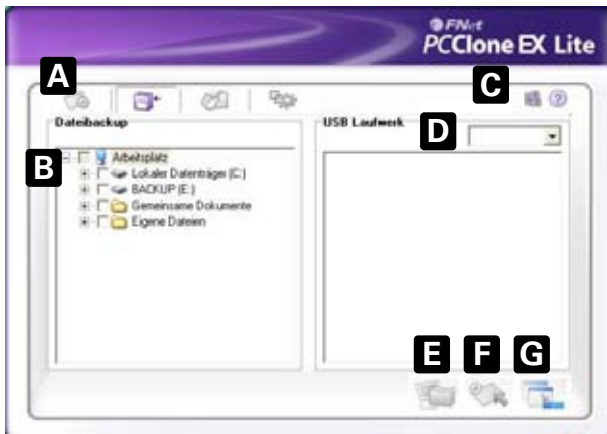 FNet
PCClone EX Lite
A
C
Dateibackup
USB Laufwerk
D
B
Arbeitsplatz
Lokaler Datenträger (C:)
BACKUP (E:)
Gemeinsame Dokumente
Eigene Dateien
E F G